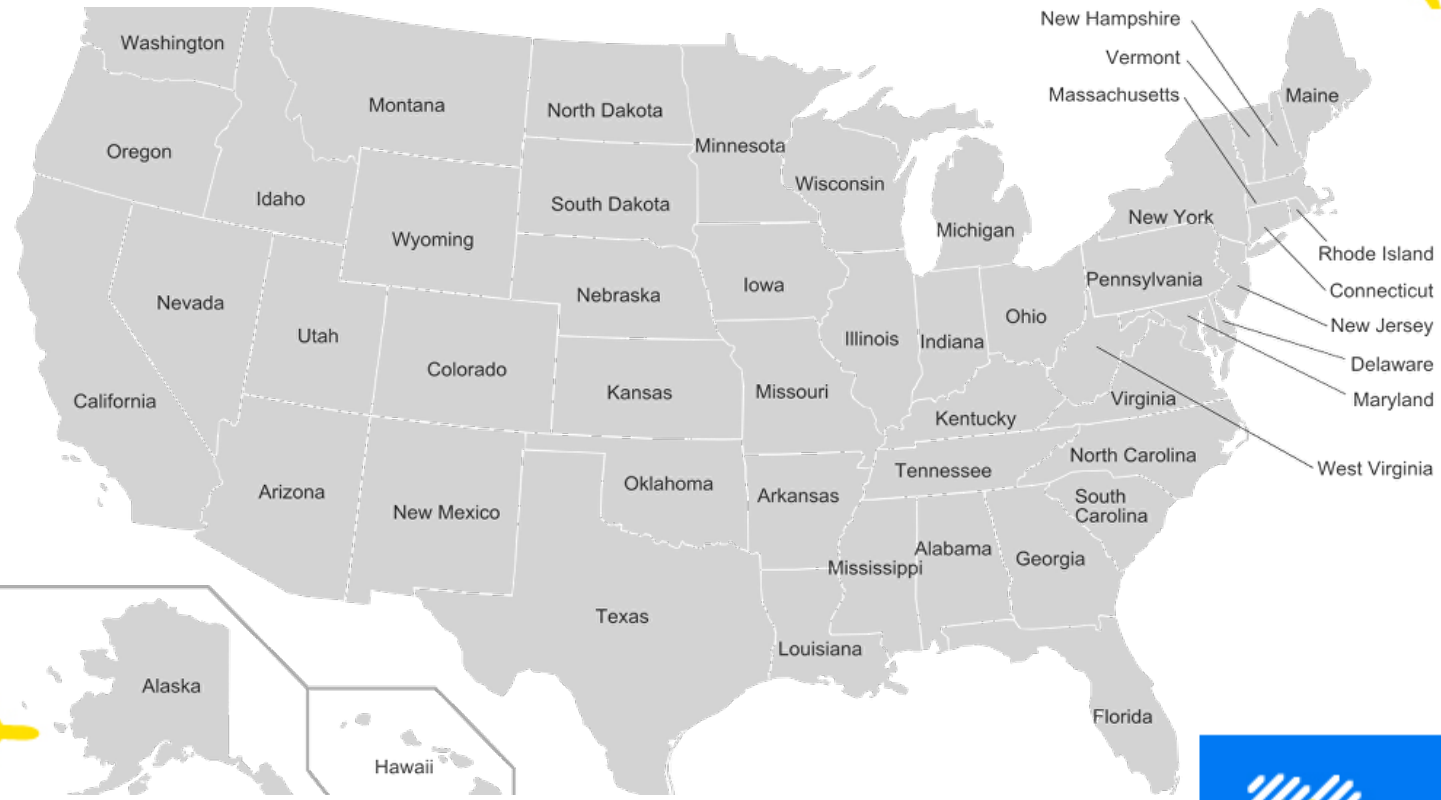 New Hampshire
Washington
Vermont
Massachusetts
Maine
Montana
North Dakota
Minnesota
Oregon
Wisconsin
Idaho
South Dakota
New York
Michigan
Wyoming
Rhode Island
Pennsylvania
Iowa
Connecticut
Nebraska
Nevada
Ohio
New Jersey
Utah
Illinois
Indiana
Delaware
Colorado
Kansas
Missouri
Virginia
Maryland
California
Kentucky
North Carolina
West Virginia
Tennessee
Oklahoma
Arizona
Arkansas
South
Carolina
New Mexico
Alabama
Georgia
Mississippi
Texas
Louisiana
Alaska
Florida
Hawaii